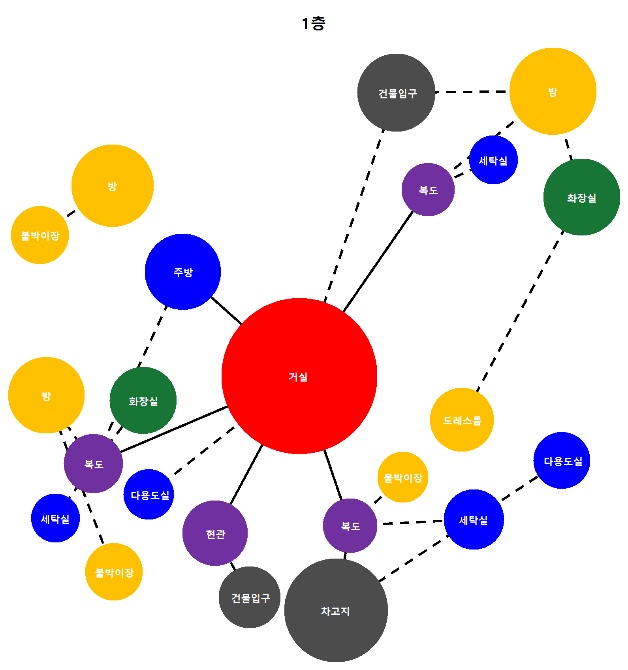 1층
건물입구
방
세탁실
복도
화장실
방
붙박이장
주방
거실
방
화장실
드레스룸
복도
다용도실
붙박이장
다용도실
세탁실
현관
복도
세탁실
붙박이장
건물입구
차고지